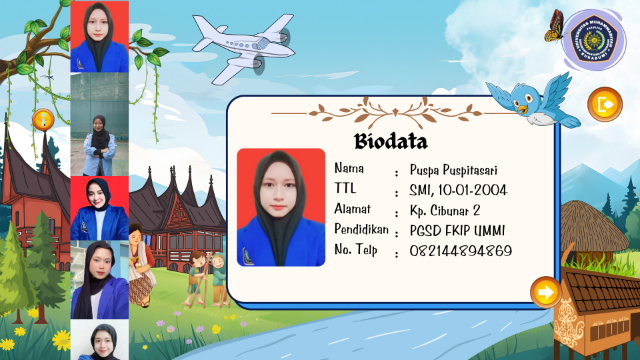 Biodata
Nama : Puspa Puspitasari
TTL : SMI, 10-01-2004
Alamat : Kp. Cibunar 2
Pendidikan : PGSD FKIP UMMI
No. Telp : 082144894869